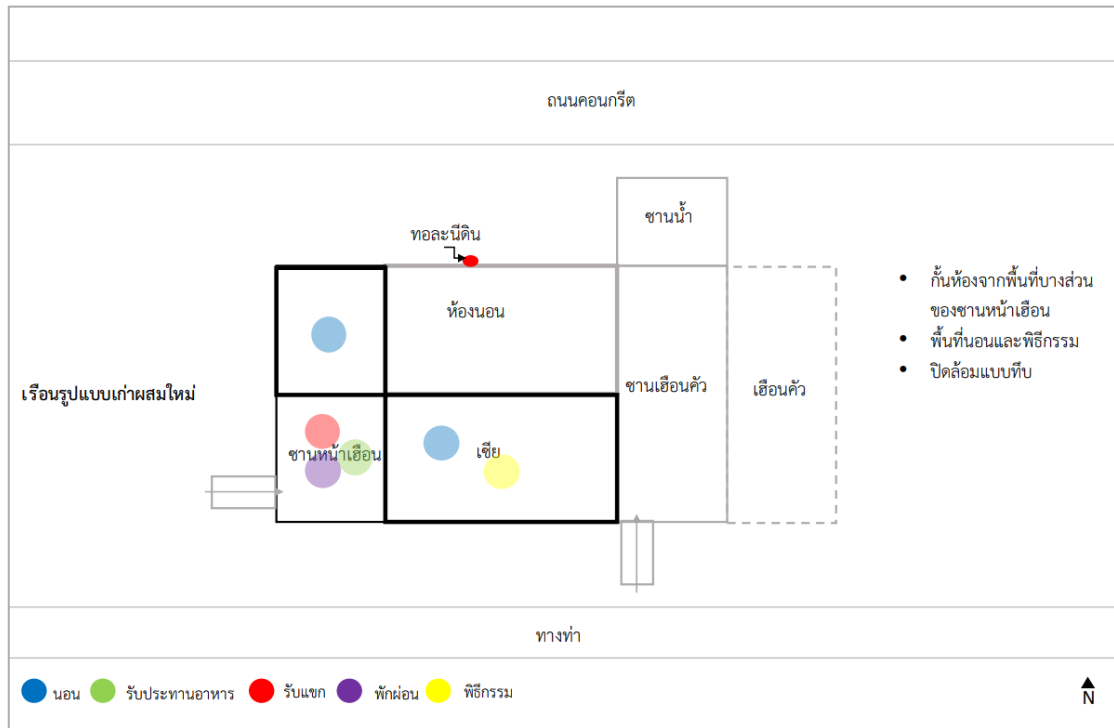 ถนนคอนกรีต
ชานน้ำ
ทอละนีดิน
ห้องนอน
ชานเฮือนคัว
เฮือนคัว
• กั้นห้องจากพื้นที่บางส่วน
ของชานหน้าเฮือน
• พื้นที่นอนและพิธีกรรม
• ปิดล้อมแบบทึบ
เรือนรูปแบบเก่าผสมใหม่
ชานหน้าเฮือน
เซีย
ทางท่า
นอน รับประทานอาหาร รับแขก พักผ่อน พิธีกรรม
N